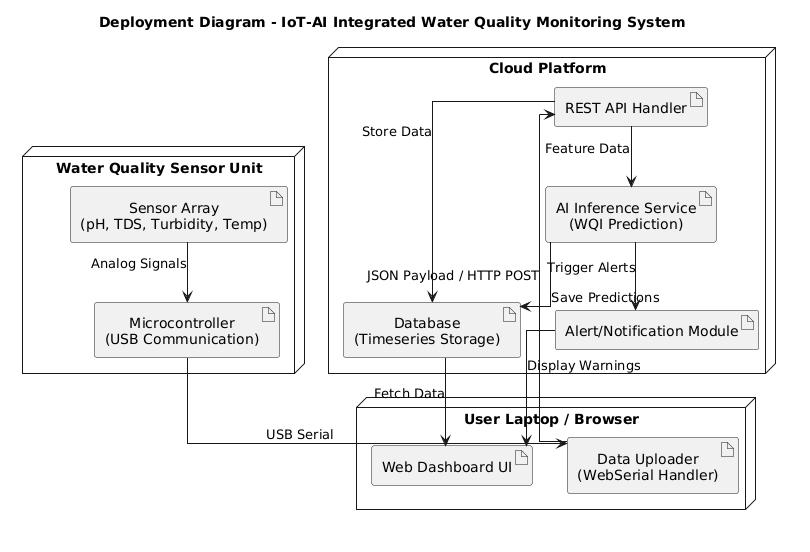 Deployment Diagram - IoT-AI Integrated Water Quality Monitoring System
Cloud Platform
REST API Handler
Store Data
Feature Data
Water Quality Sensor Unit
Sensor Array
(pH, TDS, Turbidity, Temp)
AI Inference Service
(WQI Prediction)
Analog Signals
Trigger Alerts
JSON Payload / HTTP POST
Save Predictions
Microcontroller
(USB Communication)
Database
(Timeseries Storage)
Alert/Notification Module
Display Warnings
Fetch Data
User Laptop / Browser
USB Serial
Web Dashboard UI
Data Uploader
(WebSerial Handler)